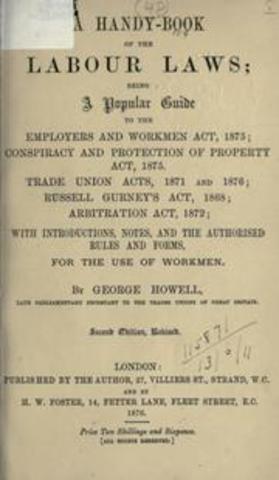 A HANDY-BOOK
OF THE
LABOUR LAWS;
BEING
A Popular Guide
TO THE
EMPLOYERS AND WORKMEN ACT, 1875;
CONSPIRACY AND PROTECTION OF PROPERTY
ACT, 1875.
TRADE UNION ACTS, 1871 AND 1876;
RUSSELL GURNEY'S ACT, 1868;
ARBITRATION ACT, 1872;
WITH INTRODUCTIONS, NOTES, AND THE AUTHORISED
RULES AND FORMS,
FOR THE USE OF WORKMEN.
BY GEORGE HOWELL,
LATE PARLIAMENTARY SECRETARY TO THE TRADES UNIONS OF GREAT BRITAIN.
Second Edition, Revised.
115871
13/9/11
LONDON:
PUBLISHED BY THE AUTHOR, 27, VILLIERS ST., STRAND, W.C.
AND BY
H. W. FOSTER, 14, FETTER LANE, FLEET STREET, E.C.
1876.
Price Two Shillings and Sixpence.
[ALL RIGHTS RESERVED.]